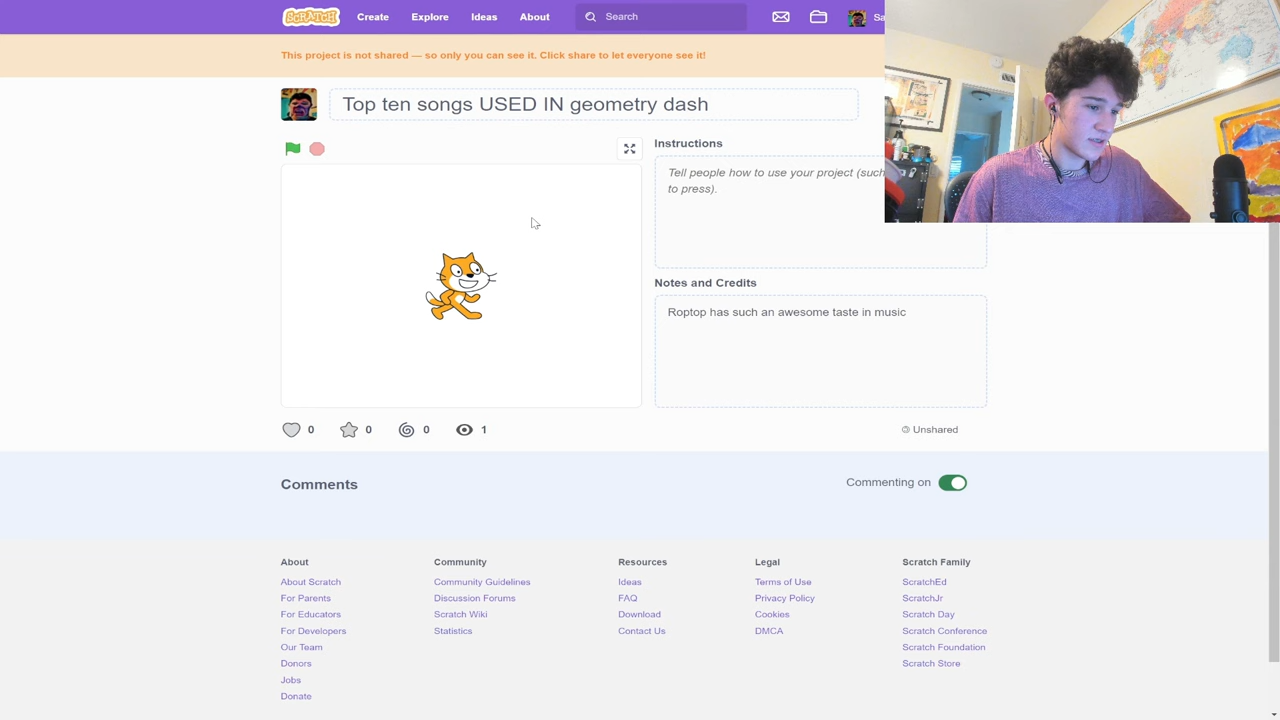 SCRATCH
Create
Explore
Ideas
About
Search
Sa
This project is not shared — so only you can see it. Click share to let everyone see it!
Top ten songs USED IN geometry dash
Instructions
Tell people how to use your project (such
to press).
Notes and Credits
Roptop has such an awesome taste in music
0
0
0
1
Unshared
Comments
Commenting on
About
Community
Resources
Legal
Scratch Family
About Scratch
Community Guidelines
Ideas
Terms of Use
ScratchEd
For Parents
Discussion Forums
FAQ
Privacy Policy
ScratchJr
For Educators
Scratch Wiki
Download
Cookies
Scratch Day
For Developers
Statistics
Contact Us
DMCA
Scratch Conference
Our Team
Scratch Foundation
Donors
Scratch Store
Jobs
Donate